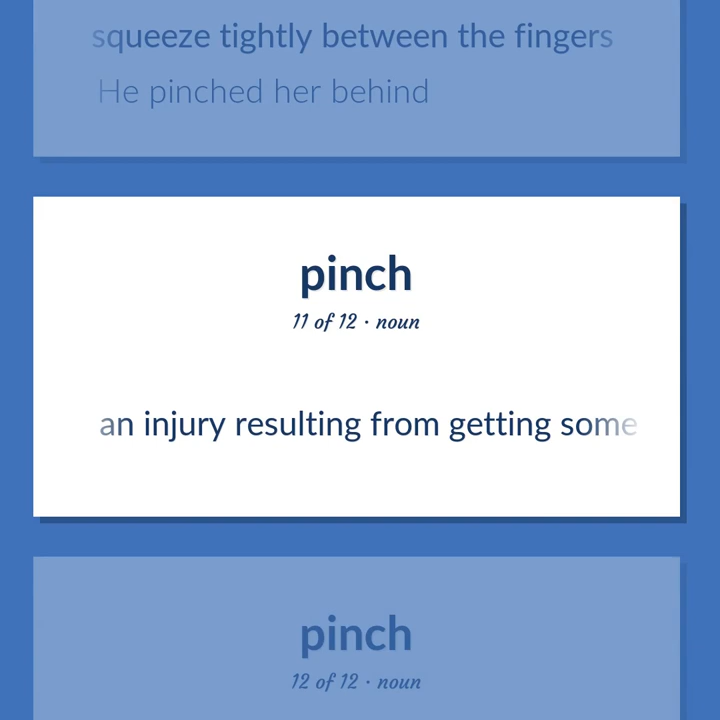 squeeze tightly between the fingers
He pinched her behind
pinch
11 of 12 · noun
an injury resulting from getting some
pinch
12 of 12 · noun